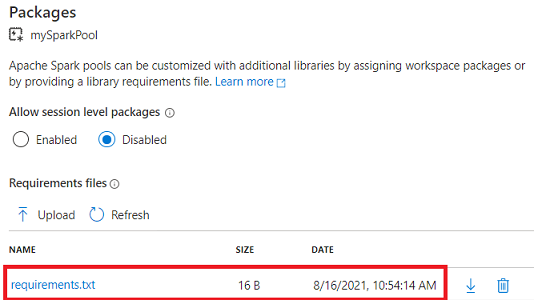 Packages
mySparkPool
Apache Spark pools can be customized with additional libraries by assigning workspace packages or
by providing a library requirements file. Learn more
Allow session level packages
Enabled Disabled
Requirements files
Upload Refresh
NAME SIZE DATE
requirements.txt 16 B 8/16/2021, 10:54:14 AM